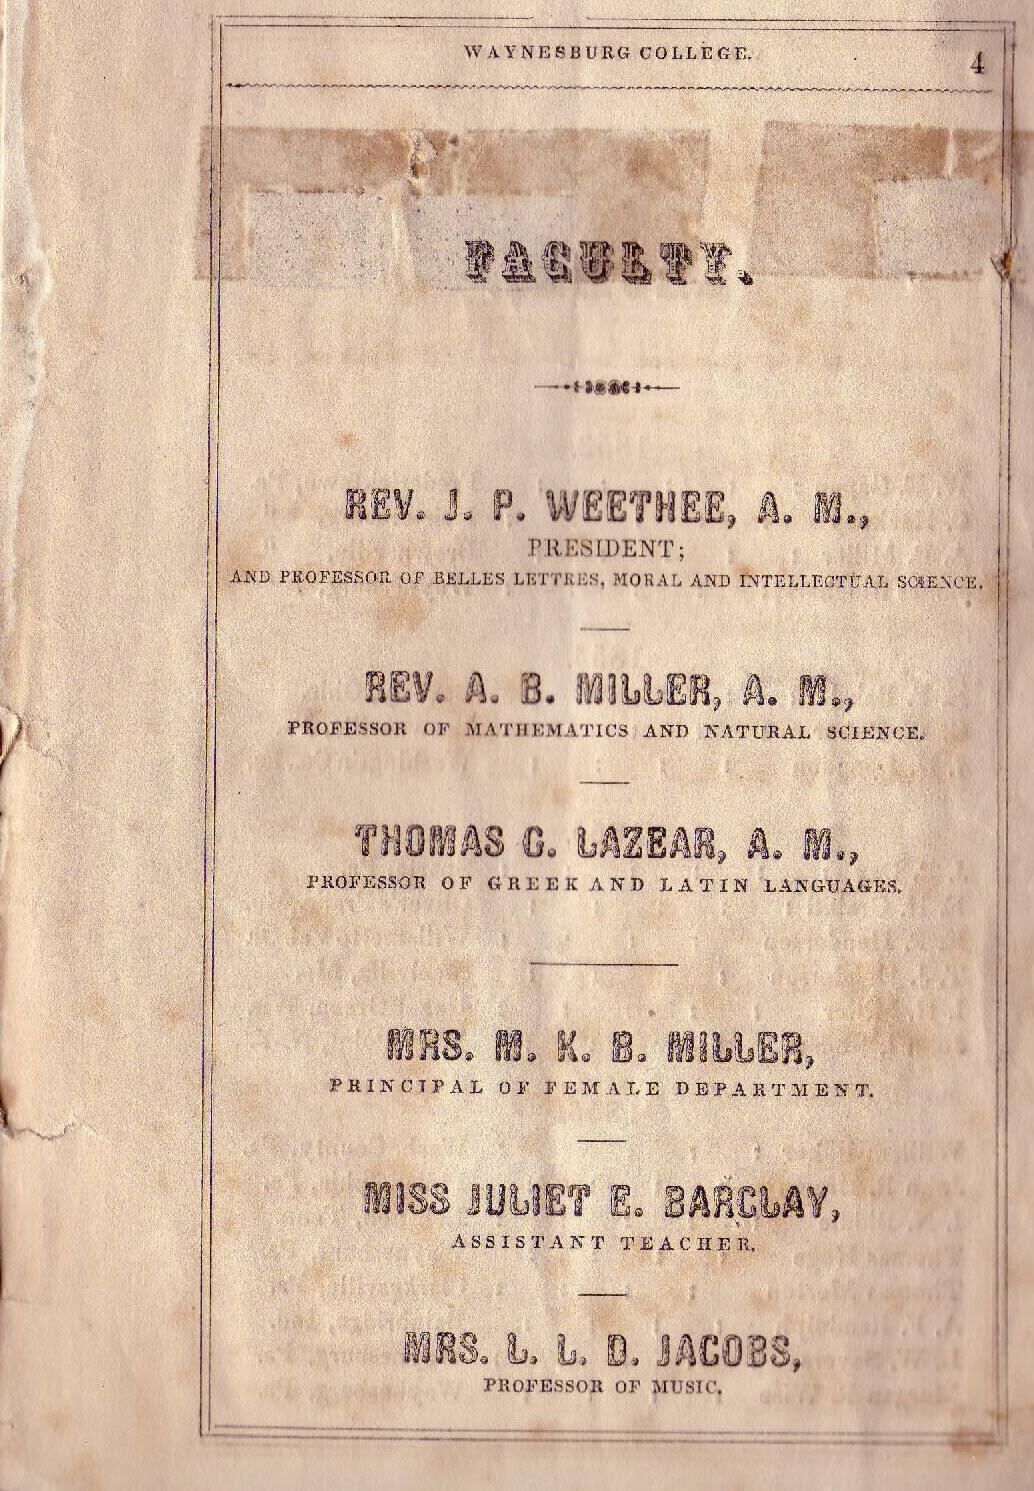 WAYNESBURG COLLEGE.
4
FACULTY.
REV. J. P. WEETHEE, A. M.,
PRESIDENT;
AND PROFESSOR OF BELLES LETTRES, MORAL AND INTELLECTUAL SCIENCE.
REV. A. B. MILLER, A. M.,
PROFESSOR OF MATHEMATICS AND NATURAL SCIENCE.
THOMAS G. LAZEAR, A. M.,
PROFESSOR OF GREEK AND LATIN LANGUAGES.
MRS. M. K. B. MILLER,
PRINCIPAL OF FEMALE DEPARTMENT.
MISS JULIET E. BARCLAY,
ASSISTANT TEACHER.
MRS. L. L. D. JACOBS,
PROFESSOR OF MUSIC.